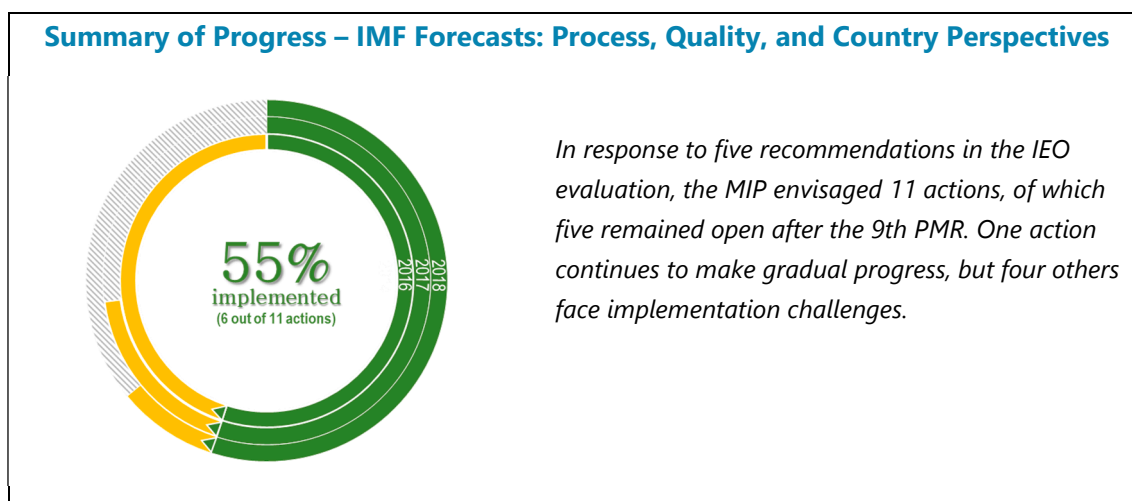 Summary of Progress – IMF Forecasts: Process, Quality, and Country Perspectives
55%
implemented
(6 out of 11 actions)
2016
2017
2018
In response to five recommendations in the IEO
evaluation, the MIP envisaged 11 actions, of which
five remained open after the 9th PMR. One action
continues to make gradual progress, but four others
face implementation challenges.